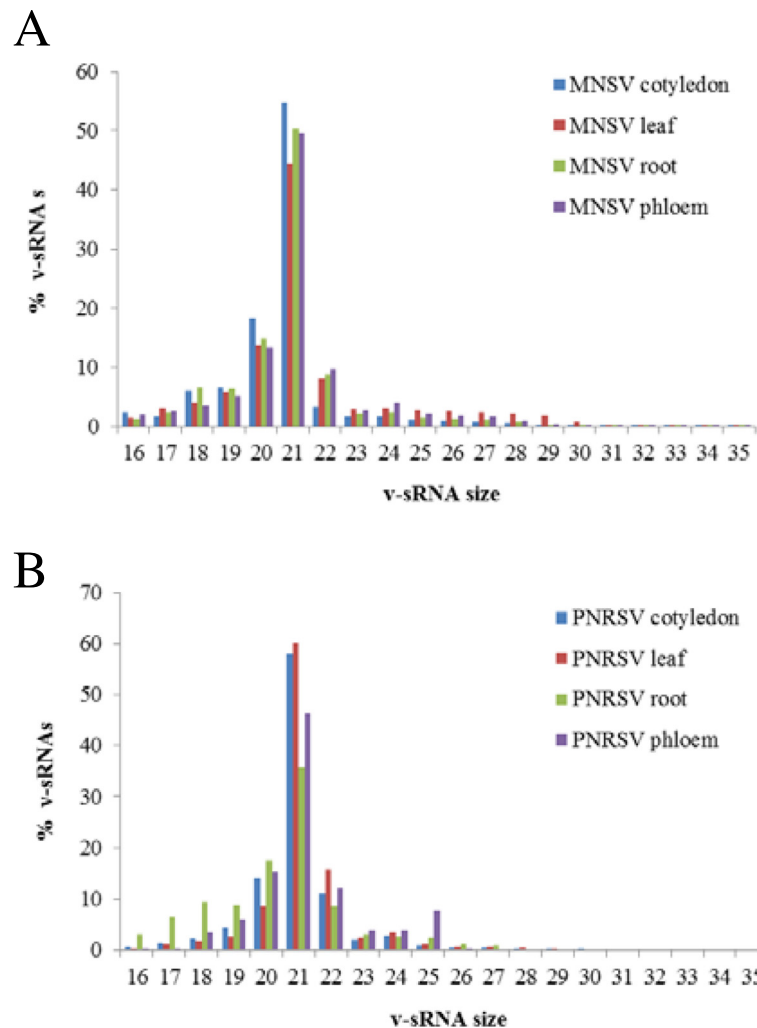 A
60
50
40
30
20
10
0
% v-sRNA s
MNSV cotyledon
MNSV leaf
MNSV root
MNSV phloem
16 17 18 19 20 21 22 23 24 25 26 27 28 29 30 31 32 33 34 35
v-sRNA size
B
70
60
50
40
30
20
10
0
% v-sRNAs
PNRSV cotyledon
PNRSV leaf
PNRSV root
PNRSV phloem
16 17 18 19 20 21 22 23 24 25 26 27 28 29 30 31 32 33 34 35
v-sRNA size